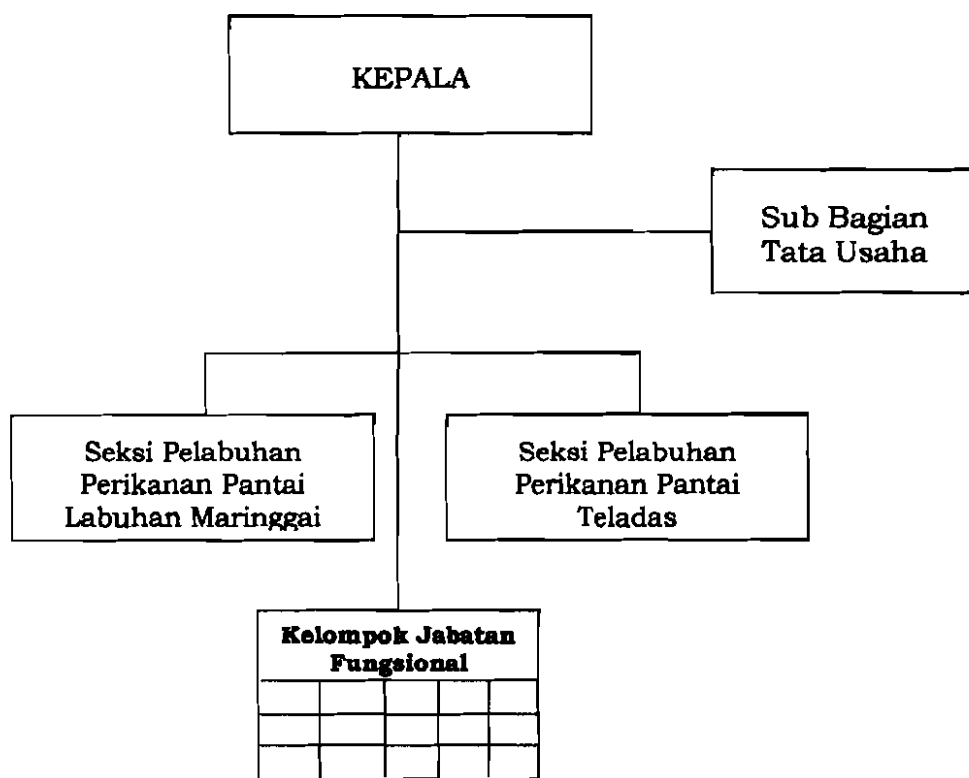 KEPALA
Sub Bagian
Tata Usaha
Seksi Pelabuhan
Perikanan Pantai
Labuhan Maringgai
Seksi Pelabuhan
Perikanan Pantai
Teladas
Kelompok Jabatan
Fungsional